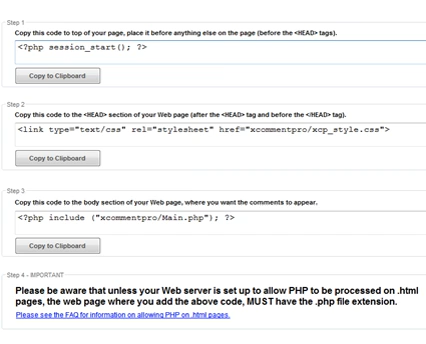 Step 1
Copy this code to top of your page, place it before anything else on the page (before the <HEAD> tags).
<?php session_start(); ?>
Copy to Clipboard
Step 2
Copy this code to the <HEAD> section of your Web page (after the <HEAD> tag and before the </HEAD> tag).
<link type="text/css" rel="stylesheet" href="xcommentpro/xcp_style.css">
Copy to Clipboard
Step 3
Copy this code to the body section of your Web page, where you want the comments to appear.
<?php include ("xcommentpro/Main.php"); ?>
Copy to Clipboard
Step 4 - IMPORTANT
Please be aware that unless your Web server is set up to allow PHP to be processed on .html
pages, the web page where you add the above code, MUST have the .php file extension.
Please see the FAQ for information on allowing PHP on .html pages.